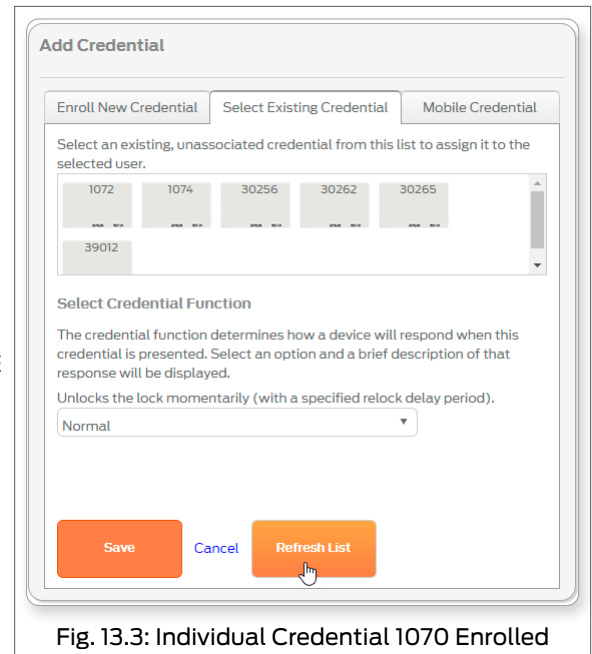 Add Credential
Enroll New Credential Select Existing Credential Mobile Credential
Select an existing, unassociated credential from this list to assign it to the
selected user.
1072 1074 30256 30262 30265
39012
Select Credential Function
The credential function determines how a device will respond when this
credential is presented. Select an option and a brief description of that
response will be displayed.
Unlocks the lock momentarily (with a specified relock delay period).
Normal
Save Cancel Refresh List
Fig. 13.3: Individual Credential 1070 Enrolled